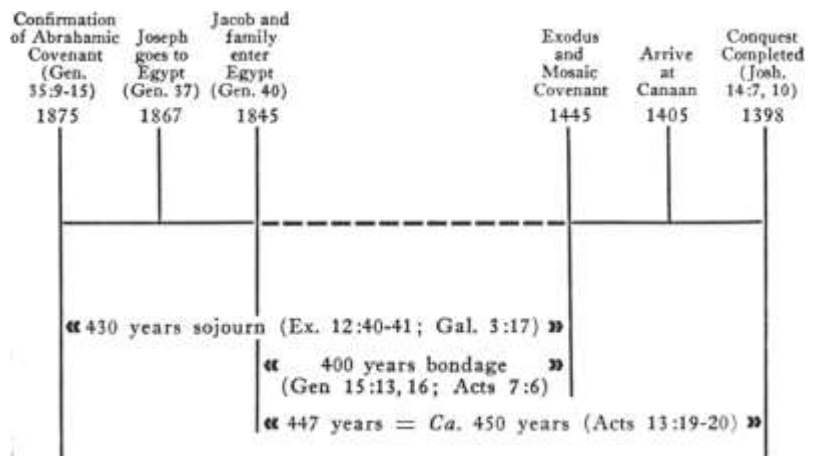 Confirmation
of Abrahamic
Covenant
(Gen.
35:9-15)
1875
Joseph
goes to
Egypt
(Gen. 37)
1867
Jacob and
family
enter
Egypt
(Gen. 40)
1845
Exodus
and
Mosaic
Covenant
1445
Arrive
at
Canaan
1405
Conquest
Completed
(Josh.
14:7, 10)
1398
«430 years sojourn (Ex. 12:40-41; Gal. 3:17) »
« 400 years bondage »
(Gen 15:13, 16; Acts 7:6)
« 447 years = Ca. 450 years (Acts 13:19-20) »